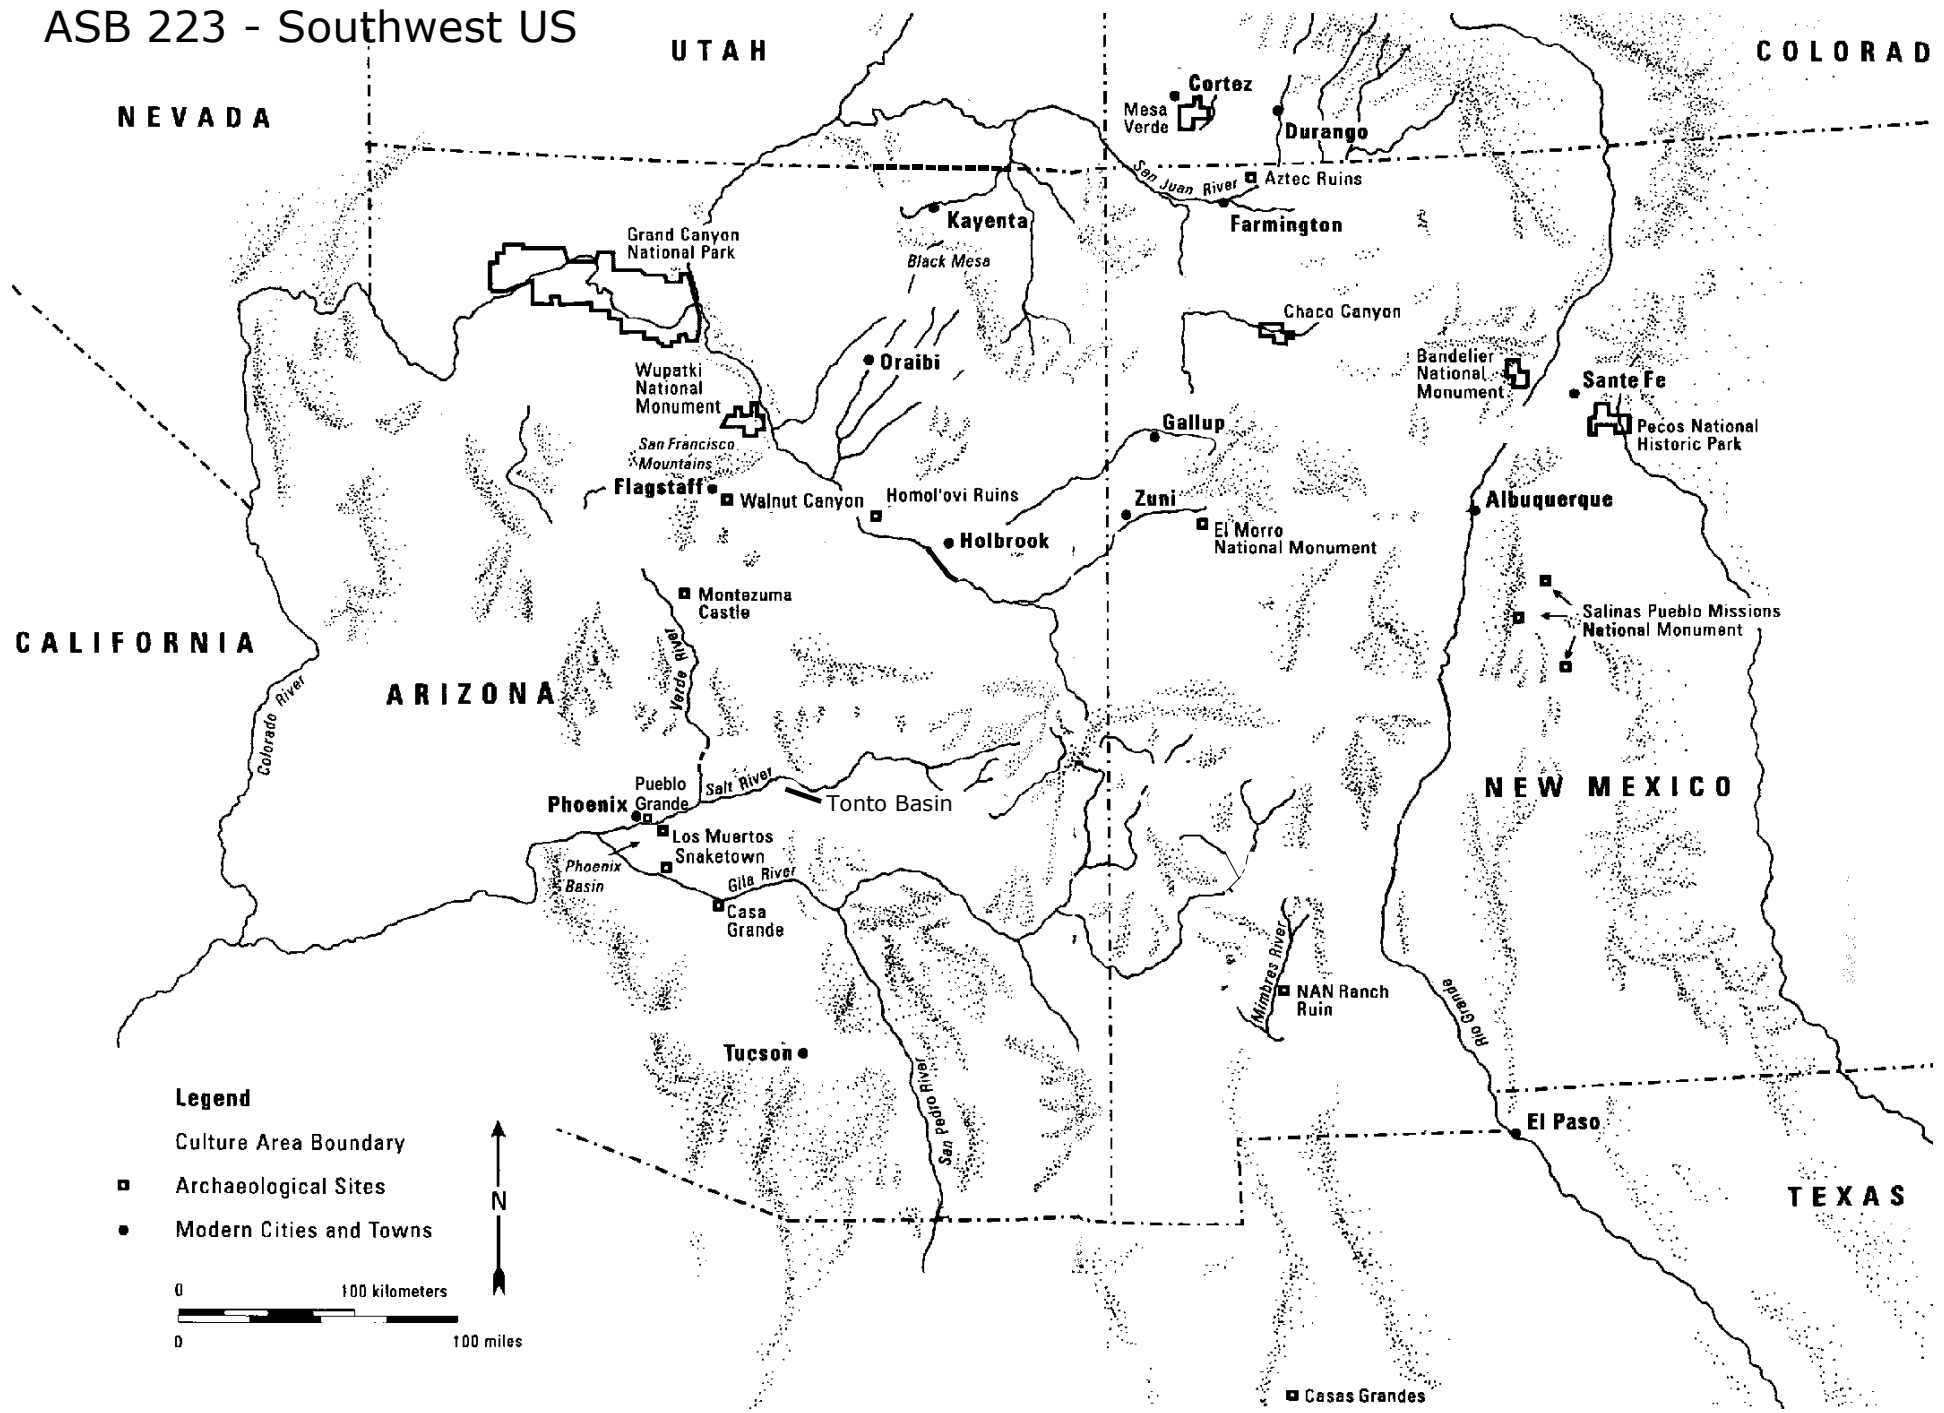 ASB 223 - Southwest US
UTAH
COLORAD
NEVADA
Cortez
Mesa
Verde
Durango
San Juan River
Aztec Ruins
Farmington
Kayenta
Black Mesa
Grand Canyon
National Park
Chaco Canyon
Oraibi
Wupatki
National
Monument
Bandelier
National
Monument
Sante Fe
Pecos National
Historic Park
San Francisco
Mountains
Gallup
Flagstaff
Walnut Canyon
Homol'ovi Ruins
Zuni
Albuquerque
El Morro
National Monument
Holbrook
Montezuma
Castle
Salinas Pueblo Missions
National Monument
CALIFORNIA
Verde River
ARIZONA
Colorado River
NEW MEXICO
Pueblo
Grande
Salt River
Phoenix
Tonto Basin
Los Muertos
Snaketown
Phoenix
Basin
Gila River
Casa
Grande
Mimbres River
NAN Ranch
Ruin
Rio Grande
Tucson
San Pedro River
El Paso
TEXAS
Legend
Culture Area Boundary
Archaeological Sites
Modern Cities and Towns
N
0
100 kilometers
0
100 miles
Casas Grandes